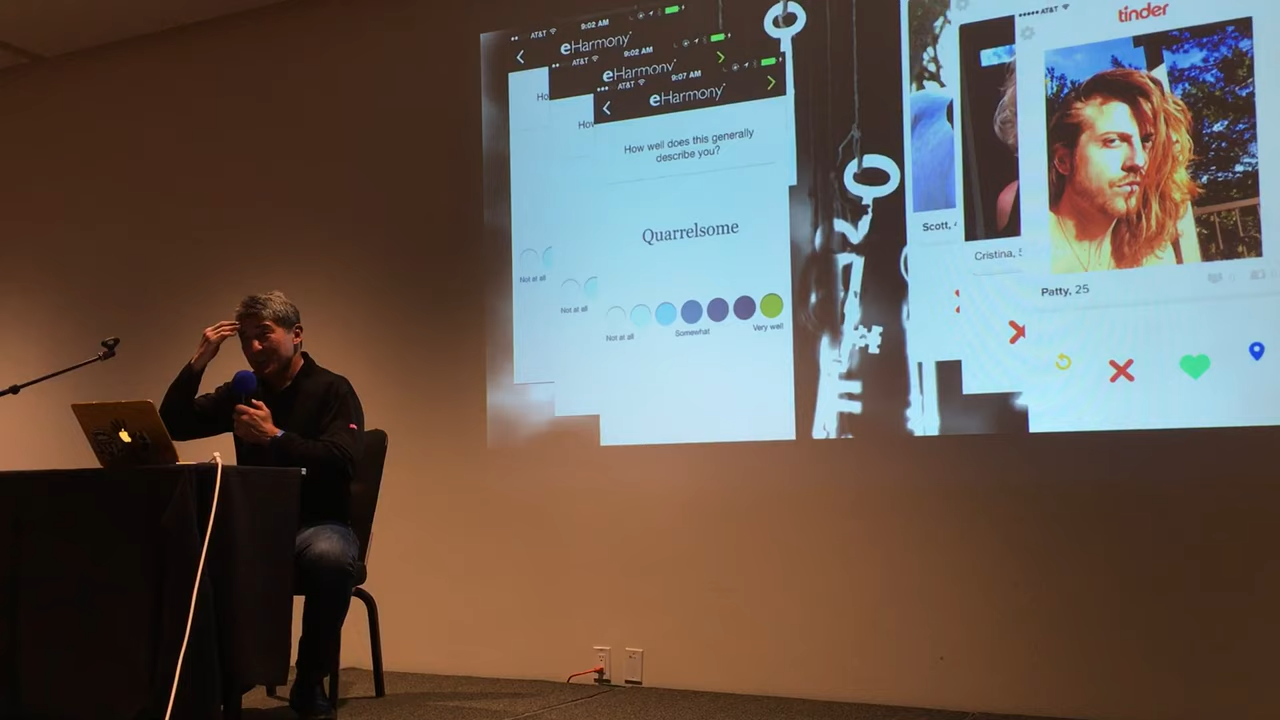 AT&T
9:02 AM
eHarmony
AT&T
9:02 AM
eHarmony
AT&T
9:07 AM
eHarmony
Ho
How
How well does this generally
describe you?
Quarrelsome
Not at all
Not at all
Not at all
Somewhat
Very well
AT&T
tinder
Scott,
Cristina,
Patty, 25